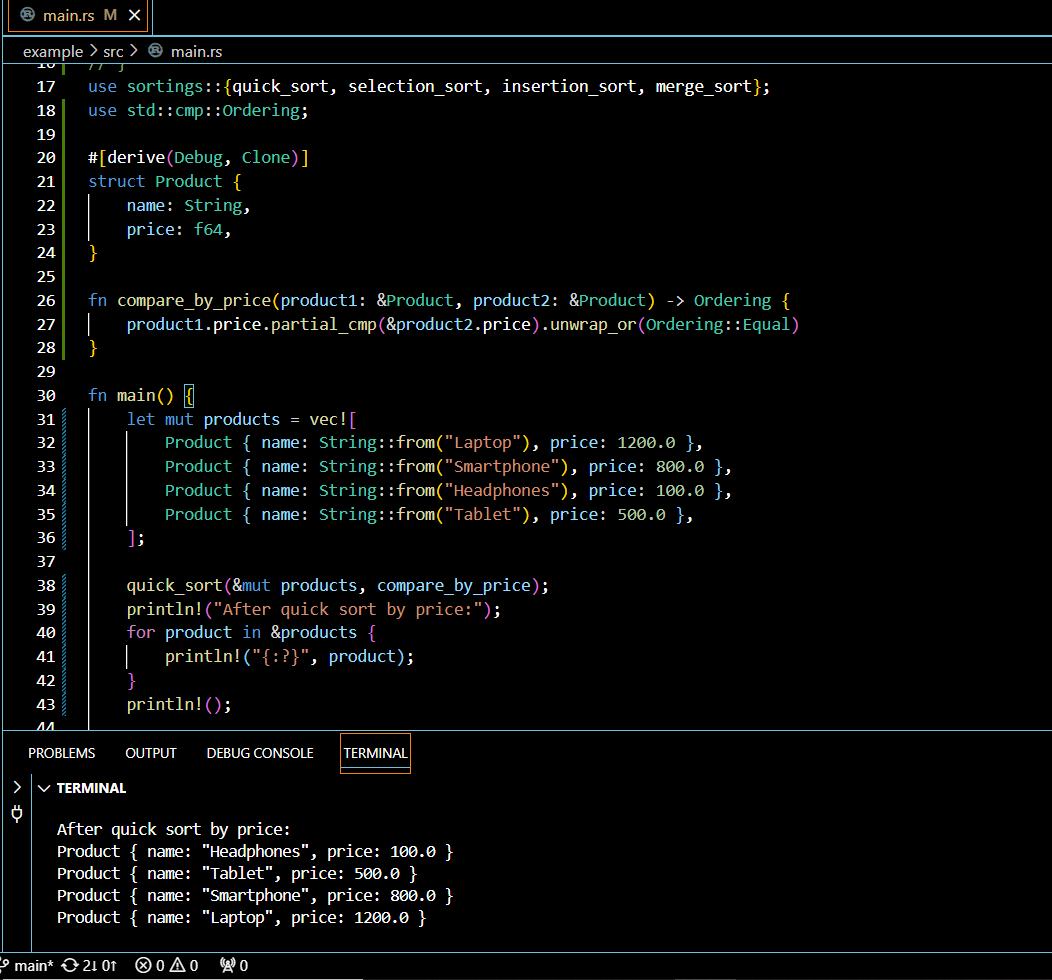 main.rs M
example > src > main.rs
16 // }
17 use sortings::{quick_sort, selection_sort, insertion_sort, merge_sort};
18 use std::cmp::Ordering;
19
20 #[derive(Debug, Clone)]
21 struct Product {
22 name: String,
23 price: f64,
24 }
25
26 fn compare_by_price(product1: &Product, product2: &Product) -> Ordering {
27 product1.price.partial_cmp(&product2.price).unwrap_or(Ordering::Equal)
28 }
29
30 fn main() {
31 let mut products = vec![
32 Product { name: String::from("Laptop"), price: 1200.0 },
33 Product { name: String::from("Smartphone"), price: 800.0 },
34 Product { name: String::from("Headphones"), price: 100.0 },
35 Product { name: String::from("Tablet"), price: 500.0 },
36 ];
37
38 quick_sort(&mut products, compare_by_price);
39 println!("After quick sort by price:");
40 for product in &products {
41 println!("{:?}", product);
42 }
43 println!();
44
PROBLEMS OUTPUT DEBUG CONSOLE TERMINAL
TERMINAL
After quick sort by price:
Product { name: "Headphones", price: 100.0 }
Product { name: "Tablet", price: 500.0 }
Product { name: "Smartphone", price: 800.0 }
Product { name: "Laptop", price: 1200.0 }
main* 2↓ 0↑ 0 0 0